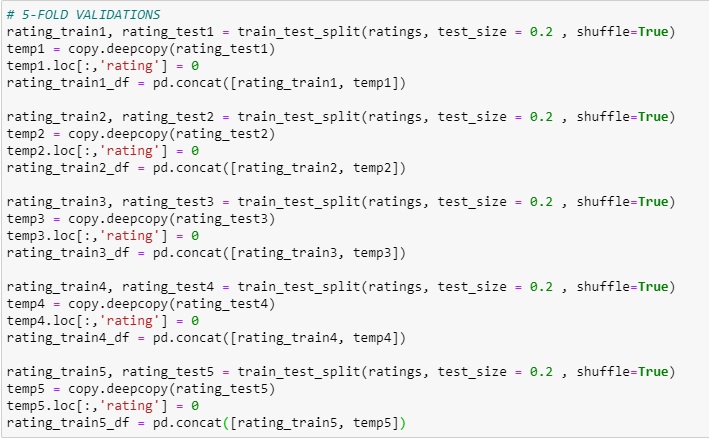 # 5-FOLD VALIDATIONS
rating_train1, rating_test1 = train_test_split(ratings, test_size = 0.2 , shuffle=True)
temp1 = copy.deepcopy(rating_test1)
temp1.loc[:,'rating'] = 0
rating_train1_df = pd.concat([rating_train1, temp1])
rating_train2, rating_test2 = train_test_split(ratings, test_size = 0.2 , shuffle=True)
temp2 = copy.deepcopy(rating_test2)
temp2.loc[:,'rating'] = 0
rating_train2_df = pd.concat([rating_train2, temp2])
rating_train3, rating_test3 = train_test_split(ratings, test_size = 0.2 , shuffle=True)
temp3 = copy.deepcopy(rating_test3)
temp3.loc[:,'rating'] = 0
rating_train3_df = pd.concat([rating_train3, temp3])
rating_train4, rating_test4 = train_test_split(ratings, test_size = 0.2 , shuffle=True)
temp4 = copy.deepcopy(rating_test4)
temp4.loc[:,'rating'] = 0
rating_train4_df = pd.concat([rating_train4, temp4])
rating_train5, rating_test5 = train_test_split(ratings, test_size = 0.2 , shuffle=True)
temp5 = copy.deepcopy(rating_test5)
temp5.loc[:,'rating'] = 0
rating_train5_df = pd.concat([rating_train5, temp5])